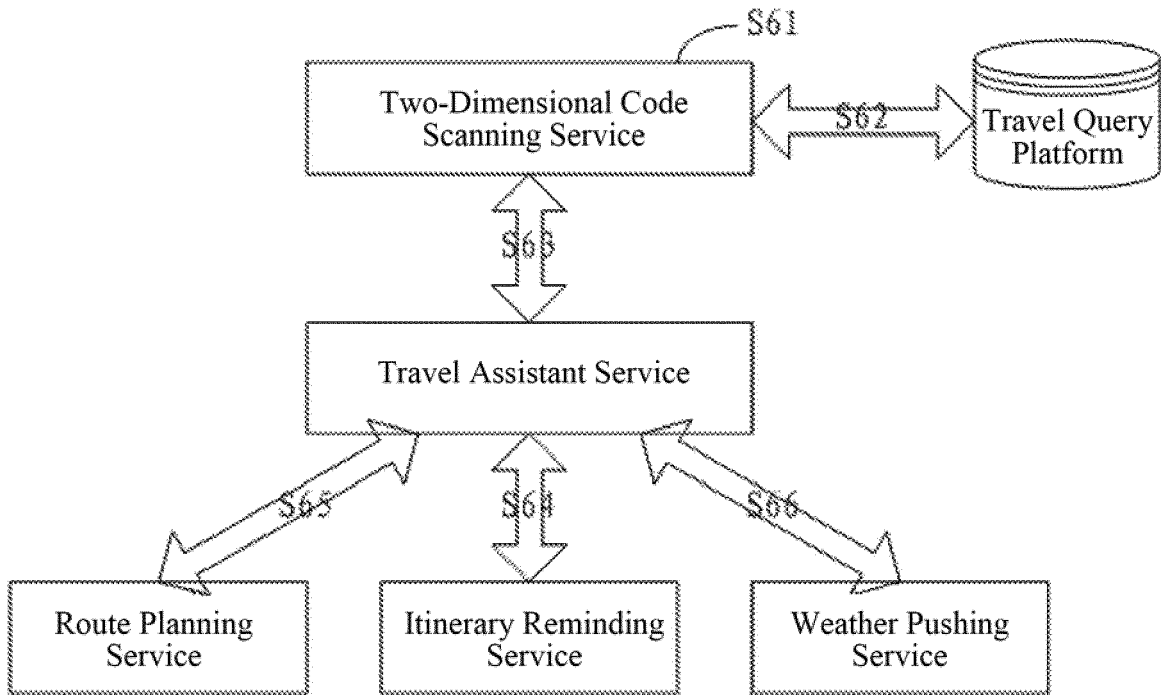 S61
Two-Dimensional Code
Scanning Service
S62
Travel Query
Platform
S63
Travel Assistant Service
S65
S64
S66
Route Planning
Service
Itinerary Reminding
Service
Weather Pushing
Service